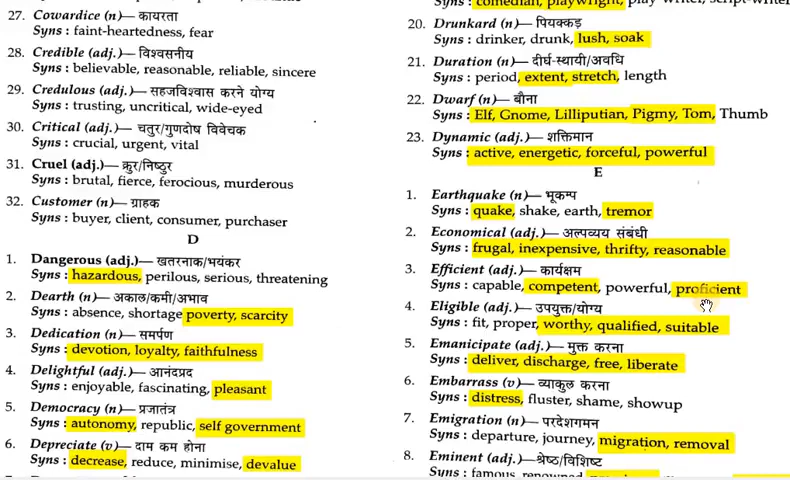 27. Cowardice (n)— कायरता
Syns : faint-heartedness, fear
28. Credible (adj.)— विश्वसनीय
Syns : believable, reasonable, reliable, sincere
29. Credulous (adj.)— सहजविश्वास करने योग्य
Syns : trusting, uncritical, wide-eyed
30. Critical (adj.)— चतुर/गुणदोष विवेचक
Syns : crucial, urgent, vital
31. Cruel (adj.)— क्रुर/निष्ठुर
Syns : brutal, fierce, ferocious, murderous
32. Customer (n)— ग्राहक
Syns : buyer, client, consumer, purchaser
D
1. Dangerous (adj.)— खतरनाक/भयंकर
Syns : hazardous, perilous, serious, threatening
2. Dearth (n)— अकाल/कमी/अभाव
Syns : absence, shortage poverty, scarcity
3. Dedication (n)— समर्पण
Syns : devotion, loyalty, faithfulness
4. Delightful (adj.)— आनंदप्रद
Syns : enjoyable, fascinating, pleasant
5. Democracy (n)— प्रजातंत्र
Syns : autonomy, republic, self government
6. Depreciate (v)— दाम कम होना
Syns : decrease, reduce, minimise, devalue
Syns : comedian, playwright, play-writer, script-writer
20. Drunkard (n)— पियक्कड़
Syns : drinker, drunk, lush, soak
21. Duration (n)— दीर्घ-स्थायी/अवधि
Syns : period, extent, stretch, length
22. Dwarf (n)— बौना
Syns : Elf, Gnome, Lilliputian, Pigmy, Tom, Thumb
23. Dynamic (adj.)— शक्तिमान
Syns : active, energetic, forceful, powerful
E
1. Earthquake (n)— भूकम्प
Syns : quake, shake, earth, tremor
2. Economical (adj.)— अल्पव्यय संबंधी
Syns : frugal, inexpensive, thrifty, reasonable
3. Efficient (adj.)— कार्यक्षम
Syns : capable, competent, powerful, proficient
4. Eligible (adj.)— उपयुक्त/योग्य
Syns : fit, proper, worthy, qualified, suitable
5. Emanicipate (adj.)— मुक्त करना
Syns : deliver, discharge, free, liberate
6. Embarrass (v)— व्याकुल करना
Syns : distress, fluster, shame, showup
7. Emigration (n)— परदेशगमन
Syns : departure, journey, migration, removal
8. Eminent (adj.)— श्रेष्ठ/विशिष्ट
Syns : famous, renowned